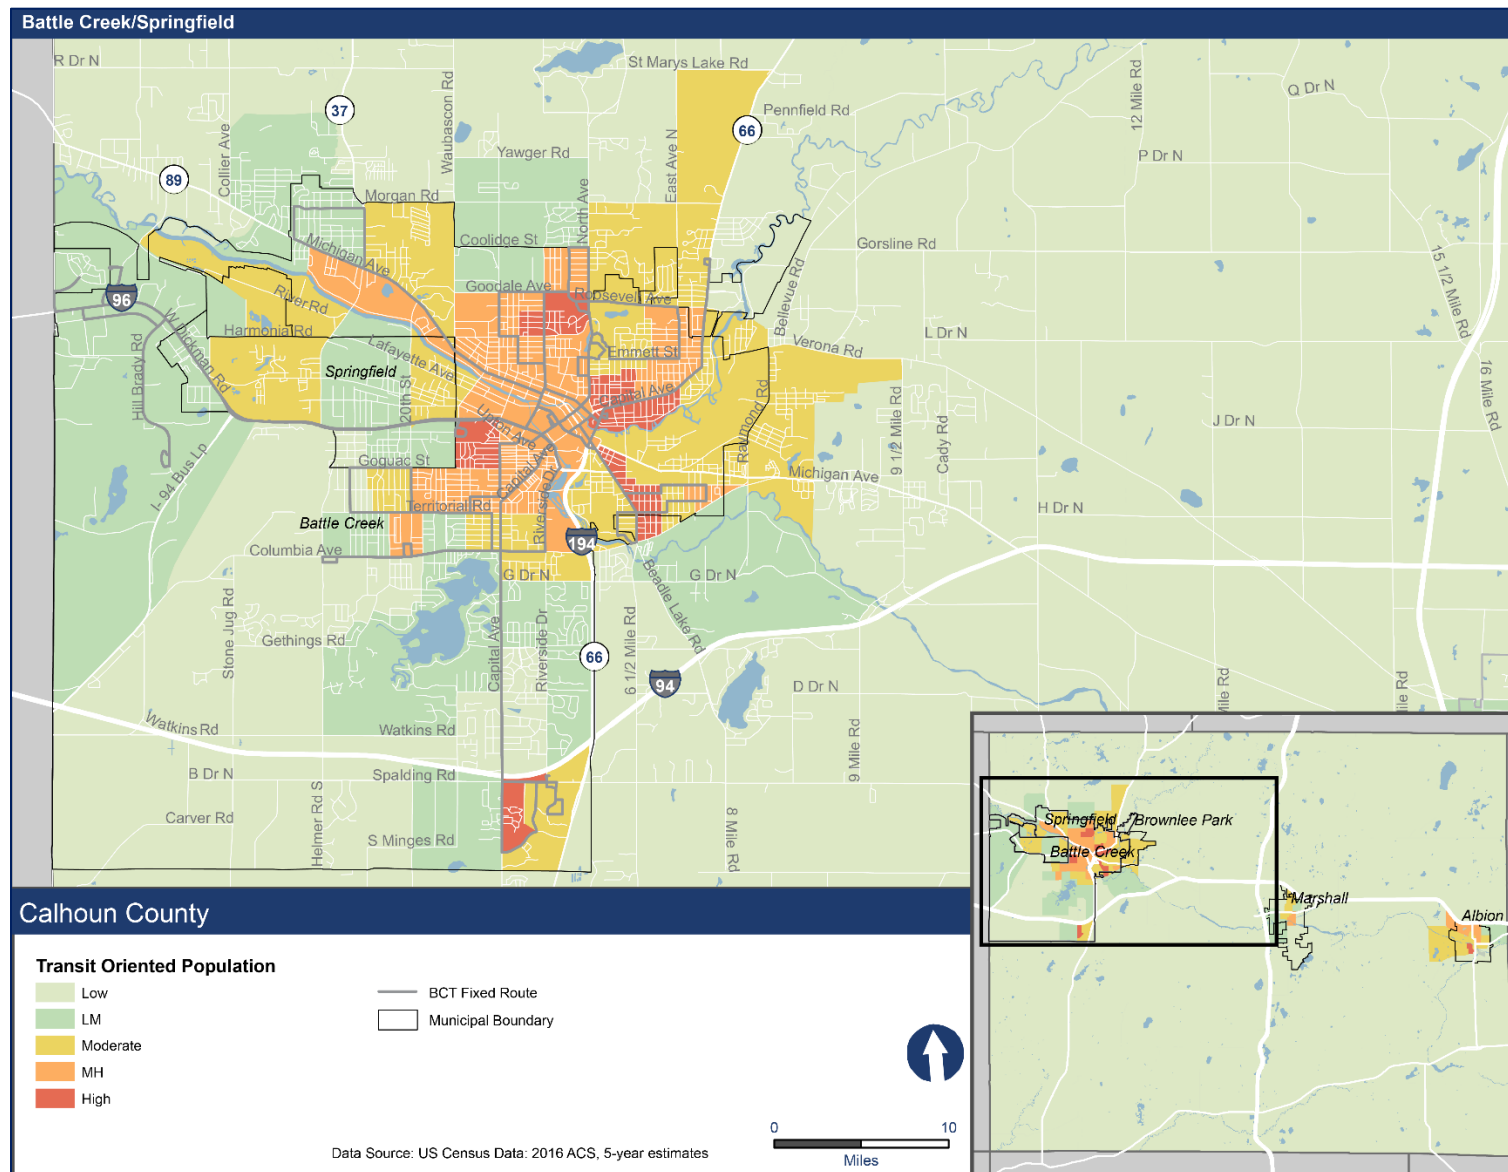 Battle Creek/Springfield
R Dr N
St Marys Lake Rd
Q Dr N
37
Waubascon Rd
12 Mile Rd
Pennfield Rd
66
Collier Ave
Yawger Rd
East Ave N
P Dr N
89
Morgan Rd
North Ave
Michigan Ave
Coolidge St
Gorsline Rd
15 1/2 Mile Rd
96
River Rd
Goodale Ave
Roosevelt Ave
Bellevue Rd
W Dickman Rd
Harmonia Rd
Lafayette Ave
Emmett St
Verona Rd
L Dr N
Hill Brady Rd
Springfield
20th St
Capital Ave
16 Mile Rd
Upton Ave
Raymond Rd
9 1/2 Mile Rd
Cady Rd
J Dr N
Goguac St
Capital Ave
Michigan Ave
I- 94 Bus Lp
Territorial Rd
Riverside Dr
H Dr N
Battle Creek
Columbia Ave
194
G Dr N
Beadle Lake Rd
G Dr N
Stone Jug Rd
Gethings Rd
Capital Ave
Riverside Dr
66
6 1/2 Mile Rd
94
D Dr N
Mile Rd
Mile Rd
Watkins Rd
Watkins Rd
9 Mile Rd
B Dr N
Spalding Rd
Helmer Rd S
Carver Rd
S Minges Rd
8 Mile Rd
Springfield
Brownlee Park
Battle Creek
Marshall
Albion
Calhoun County
Transit Oriented Population
Low
LM
Moderate
MH
High
BCT Fixed Route
Municipal Boundary
0 10
Miles
Data Source: US Census Data: 2016 ACS, 5-year estimates